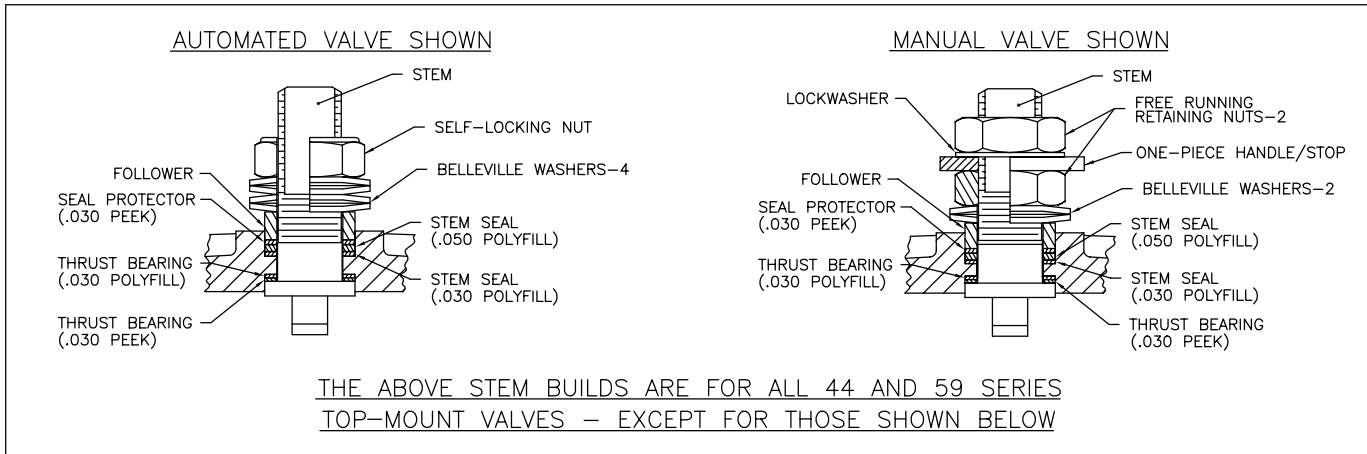 AUTOMATED VALVE SHOWN
STEM
SELF-LOCKING NUT
BELLEVILLE WASHERS-4
FOLLOWER
SEAL PROTECTOR
(.030 PEEK)
STEM SEAL
(.050 POLYFILL)
THRUST BEARING
(.030 POLYFILL)
STEM SEAL
(.030 POLYFILL)
THRUST BEARING
(.030 PEEK)
MANUAL VALVE SHOWN
STEM
LOCKWASHER
FREE RUNNING
RETAINING NUTS-2
ONE-PIECE HANDLE/STOP
FOLLOWER
BELLEVILLE WASHERS-2
SEAL PROTECTOR
(.030 PEEK)
STEM SEAL
(.050 POLYFILL)
THRUST BEARING
(.030 POLYFILL)
STEM SEAL
(.030 POLYFILL)
THRUST BEARING
(.030 PEEK)
THE ABOVE STEM BUILDS ARE FOR ALL 44 AND 59 SERIES
TOP-MOUNT VALVES – EXCEPT FOR THOSE SHOWN BELOW